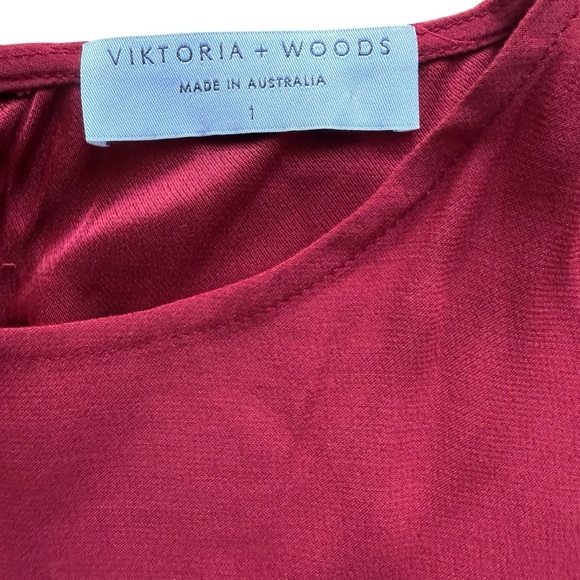 VIKTORIA + WOODS
MADE IN AUSTRALIA
1